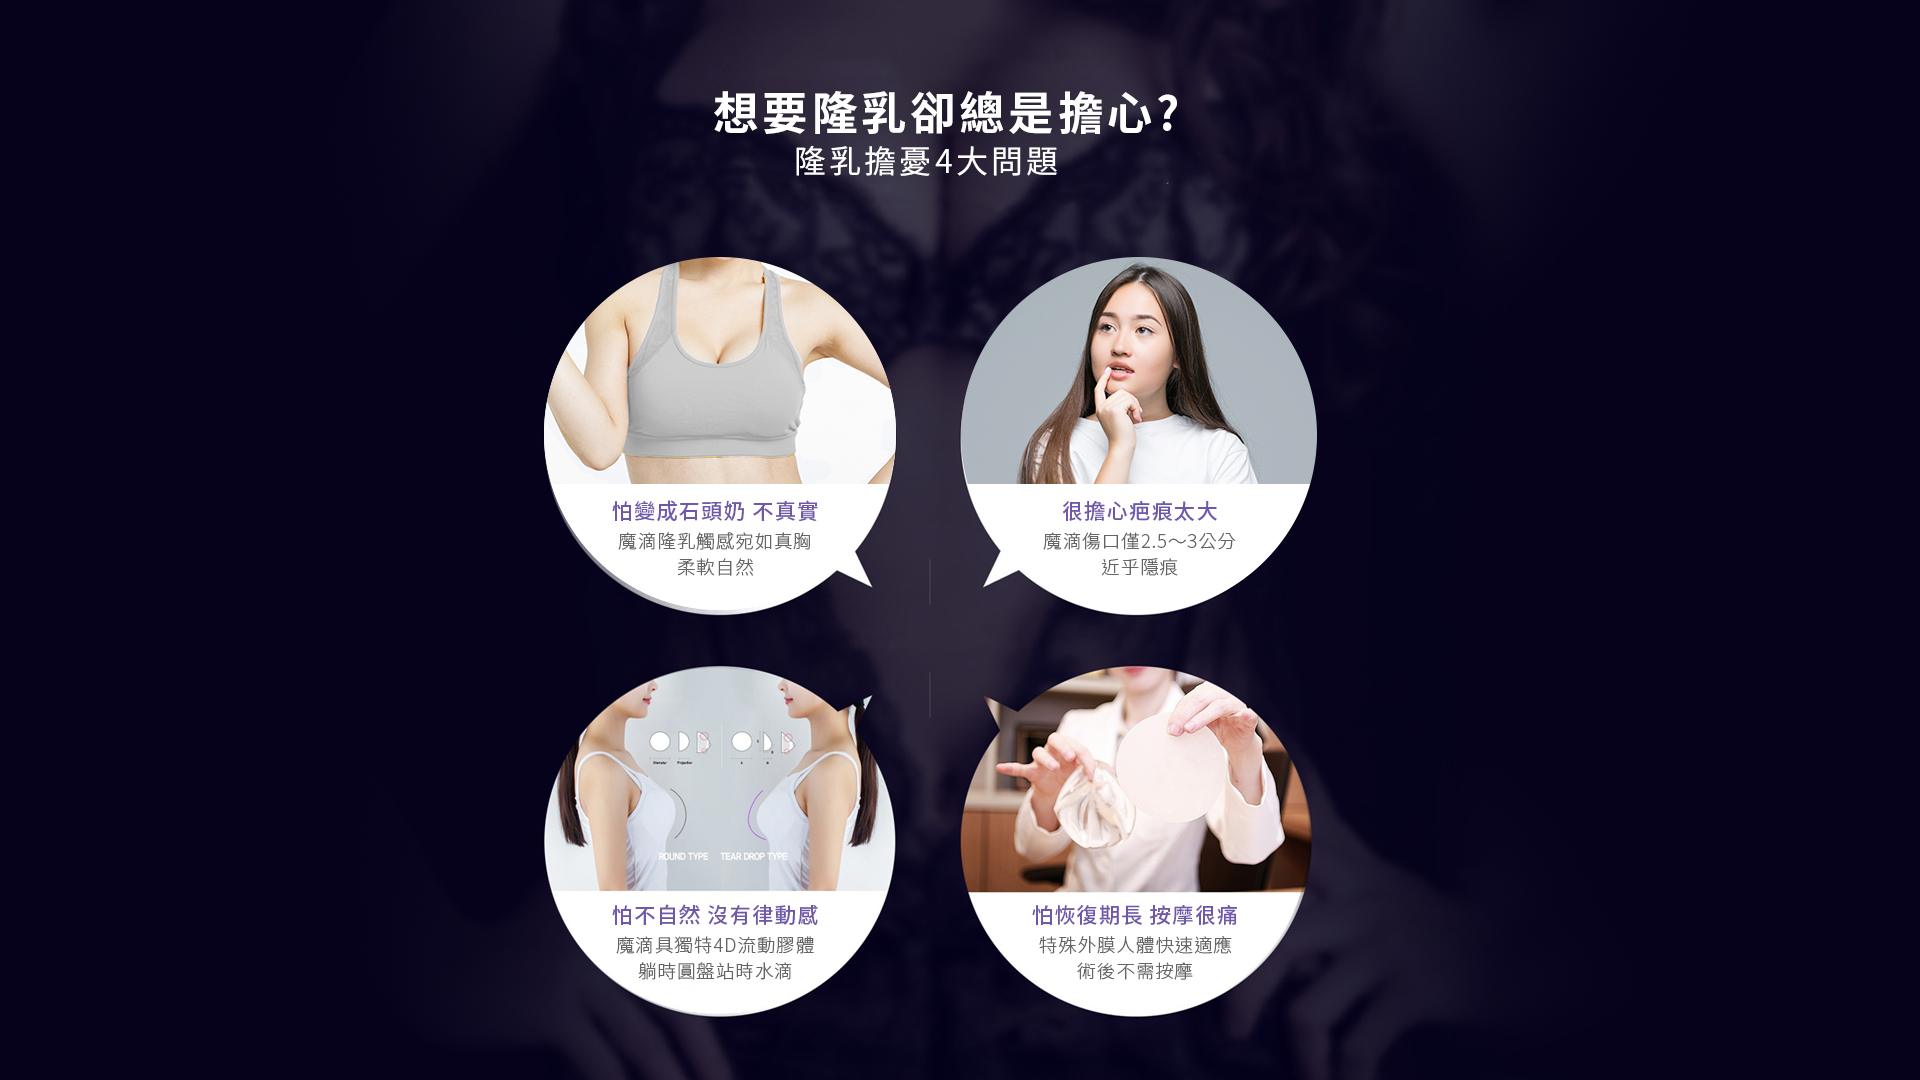 想要隆乳卻總是擔心?
隆乳擔憂4大問題
怕變成石頭奶 不真實
魔滴隆乳觸感宛如真胸
柔軟自然
很擔心疤痕太大
魔滴傷口僅2.5～3公分
近乎隱痕
ROUND TYPE
TEAR DROP TYPE
怕不自然 沒有律動感
魔滴具獨特4D流動膠體
躺時圓盤站時水滴
怕恢復期長 按摩很痛
特殊外膜人體快速適應
術後不需按摩